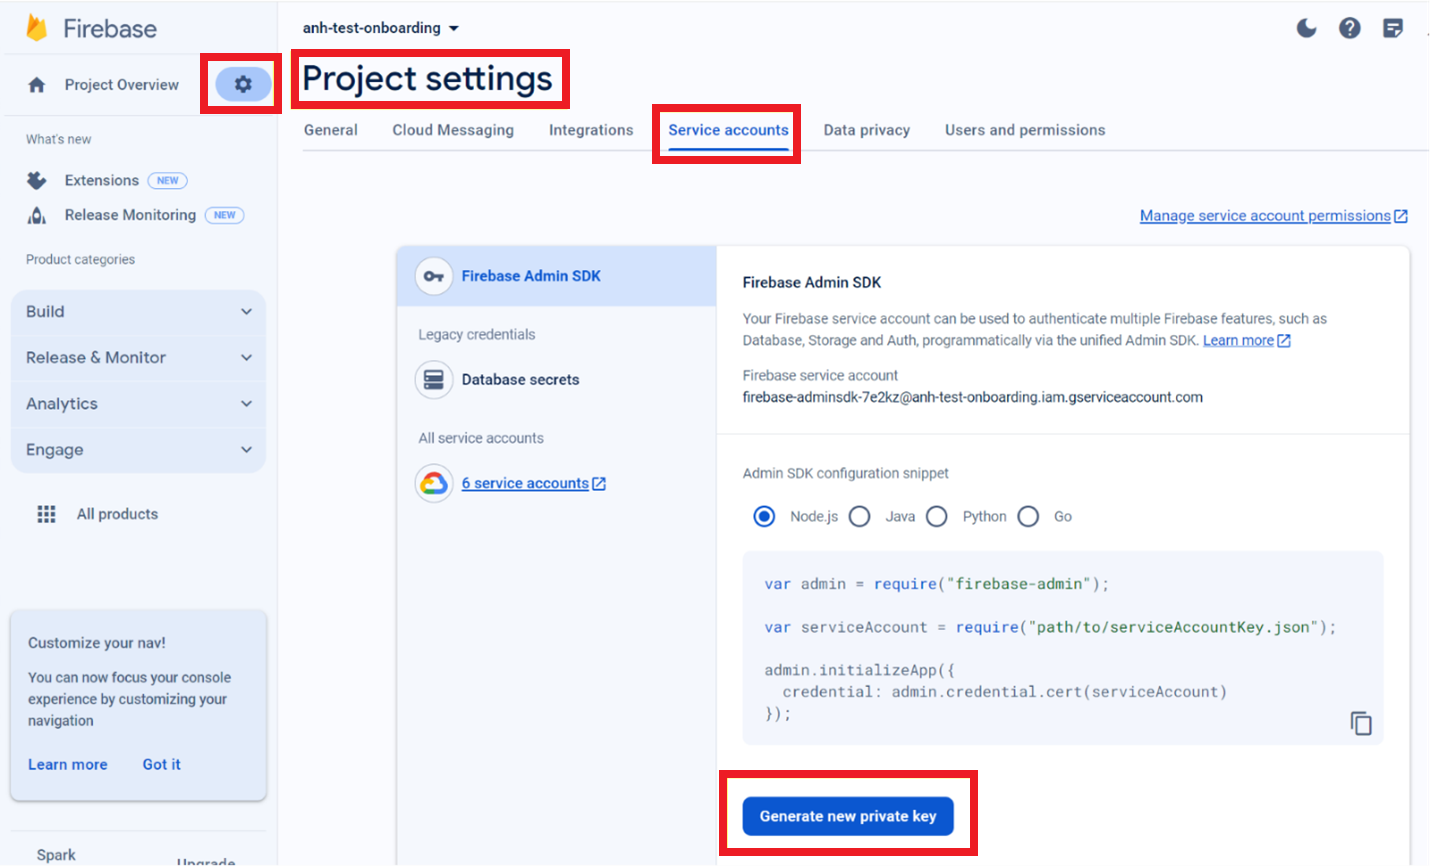 Firebase
anh-test-onboarding
Project Overview
Project settings
General Cloud Messaging Integrations Service accounts Data privacy Users and permissions
What's new
Extensions NEW
Release Monitoring NEW
Product categories
Build
Release & Monitor
Analytics
Engage
All products
Customize your nav!
You can now focus your console
experience by customizing your
navigation
Learn more Got it
Spark
Upgrade
Manage service account permissions
Firebase Admin SDK
Legacy credentials
Database secrets
All service accounts
6 service accounts
Firebase Admin SDK
Your Firebase service account can be used to authenticate multiple Firebase features, such as
Database, Storage and Auth, programmatically via the unified Admin SDK. Learn more
Firebase service account
firebase-adminsdk-7e2kz@anh-test-onboarding.iam.gserviceaccount.com
Admin SDK configuration snippet
Node.js Java Python Go
var admin = require("firebase-admin");
var serviceAccount = require("path/to/serviceAccountKey.json");
admin.initializeApp({
  credential: admin.credential.cert(serviceAccount)
});
Generate new private key